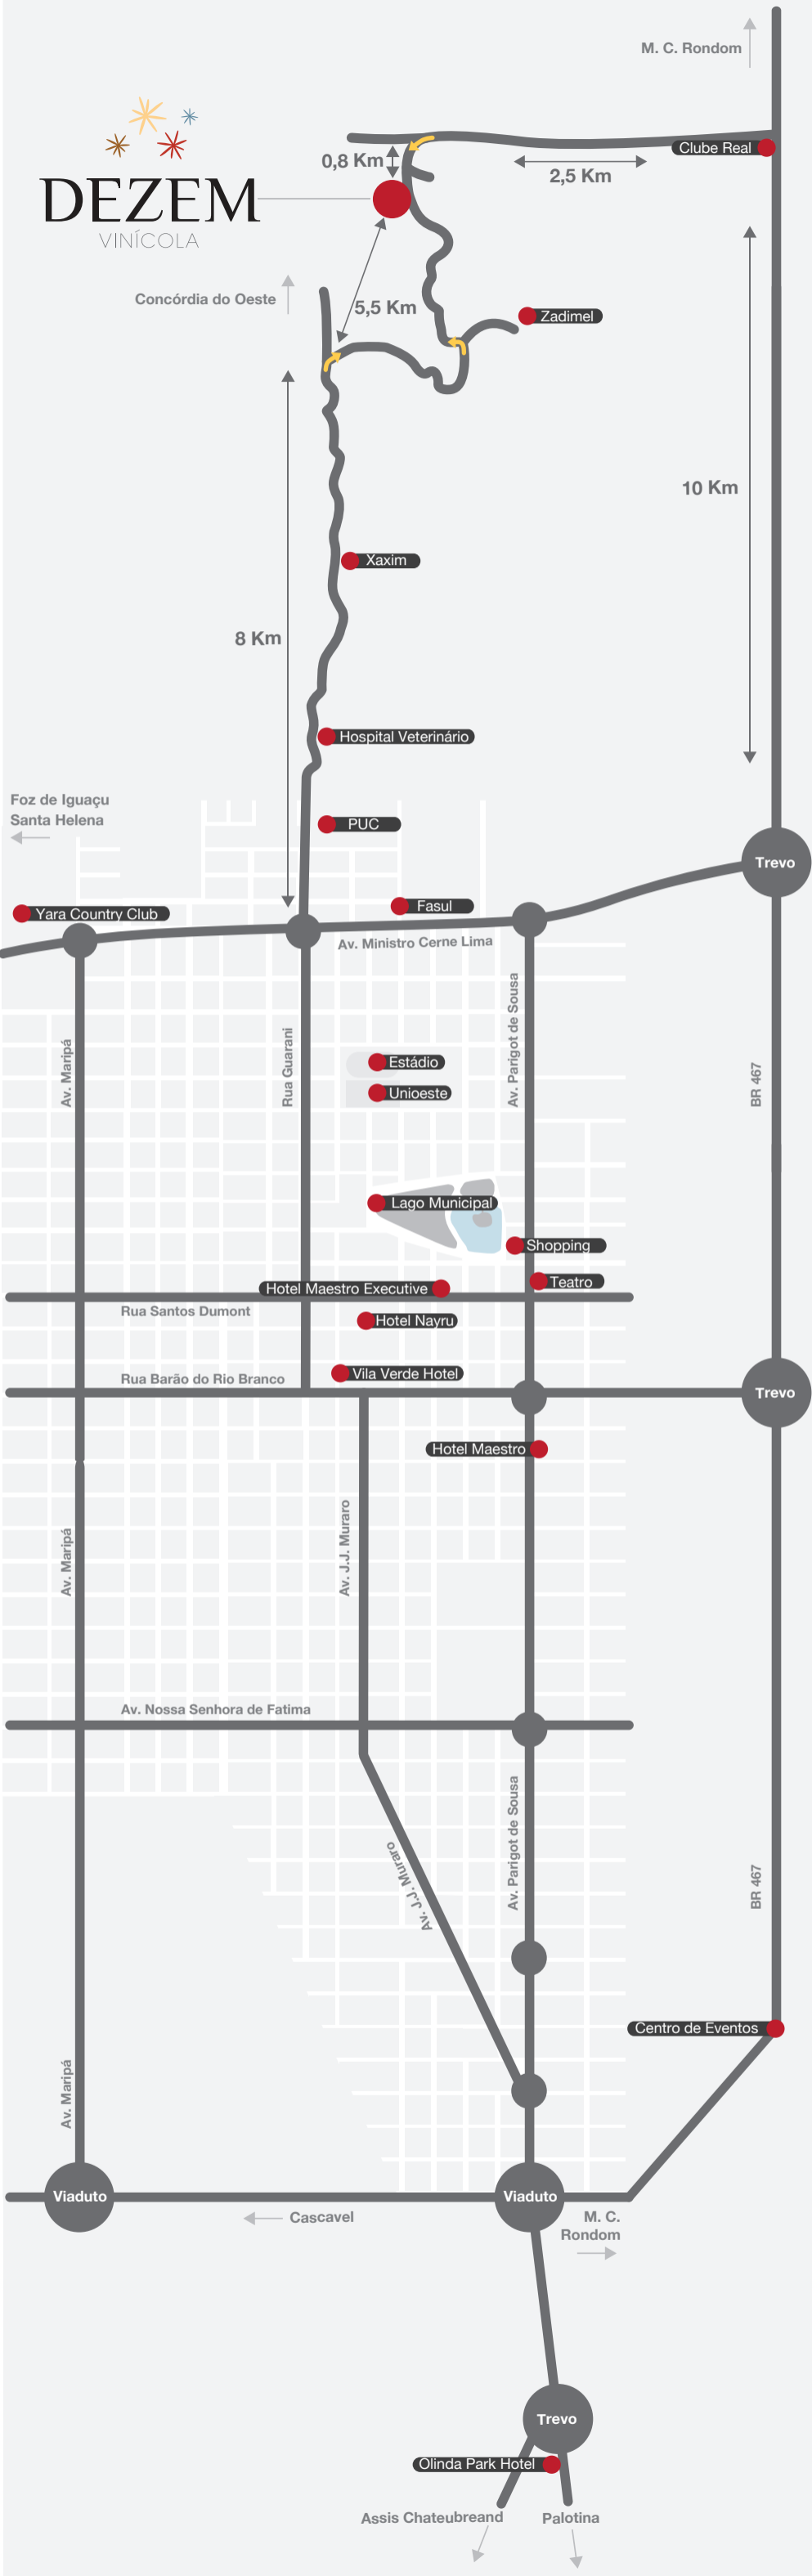 M. C. Rondom
0,8 Km
Clube Real
2,5 Km
DEZEM
VINÍCOLA
Concórdia do Oeste
5,5 Km
Zadimel
10 Km
Xaxim
8 Km
Hospital Veterinário
Foz de Iguaçu
Santa Helena
PUC
Trevo
Yara Country Club
Fasul
Av. Ministro Cerne Lima
Av. Maripá
Rua Guarani
Av. Parigot de Sousa
BR 467
Estádio
Unioeste
Lago Municipal
Shopping
Teatro
Hotel Maestro Executive
Rua Santos Dumont
Hotel Nayru
Vila Verde Hotel
Rua Barão do Rio Branco
Trevo
Hotel Maestro
Av. Maripá
Av. J.J. Muraro
Av. Nossa Senhora de Fatima
Av. J.J. Muraro
Av. Parigot de Sousa
BR 467
Centro de Eventos
Av. Maripá
Viaduto
Viaduto
Cascavel
M. C.
Rondom
Trevo
Olinda Park Hotel
Assis Chateubreand
Palotina